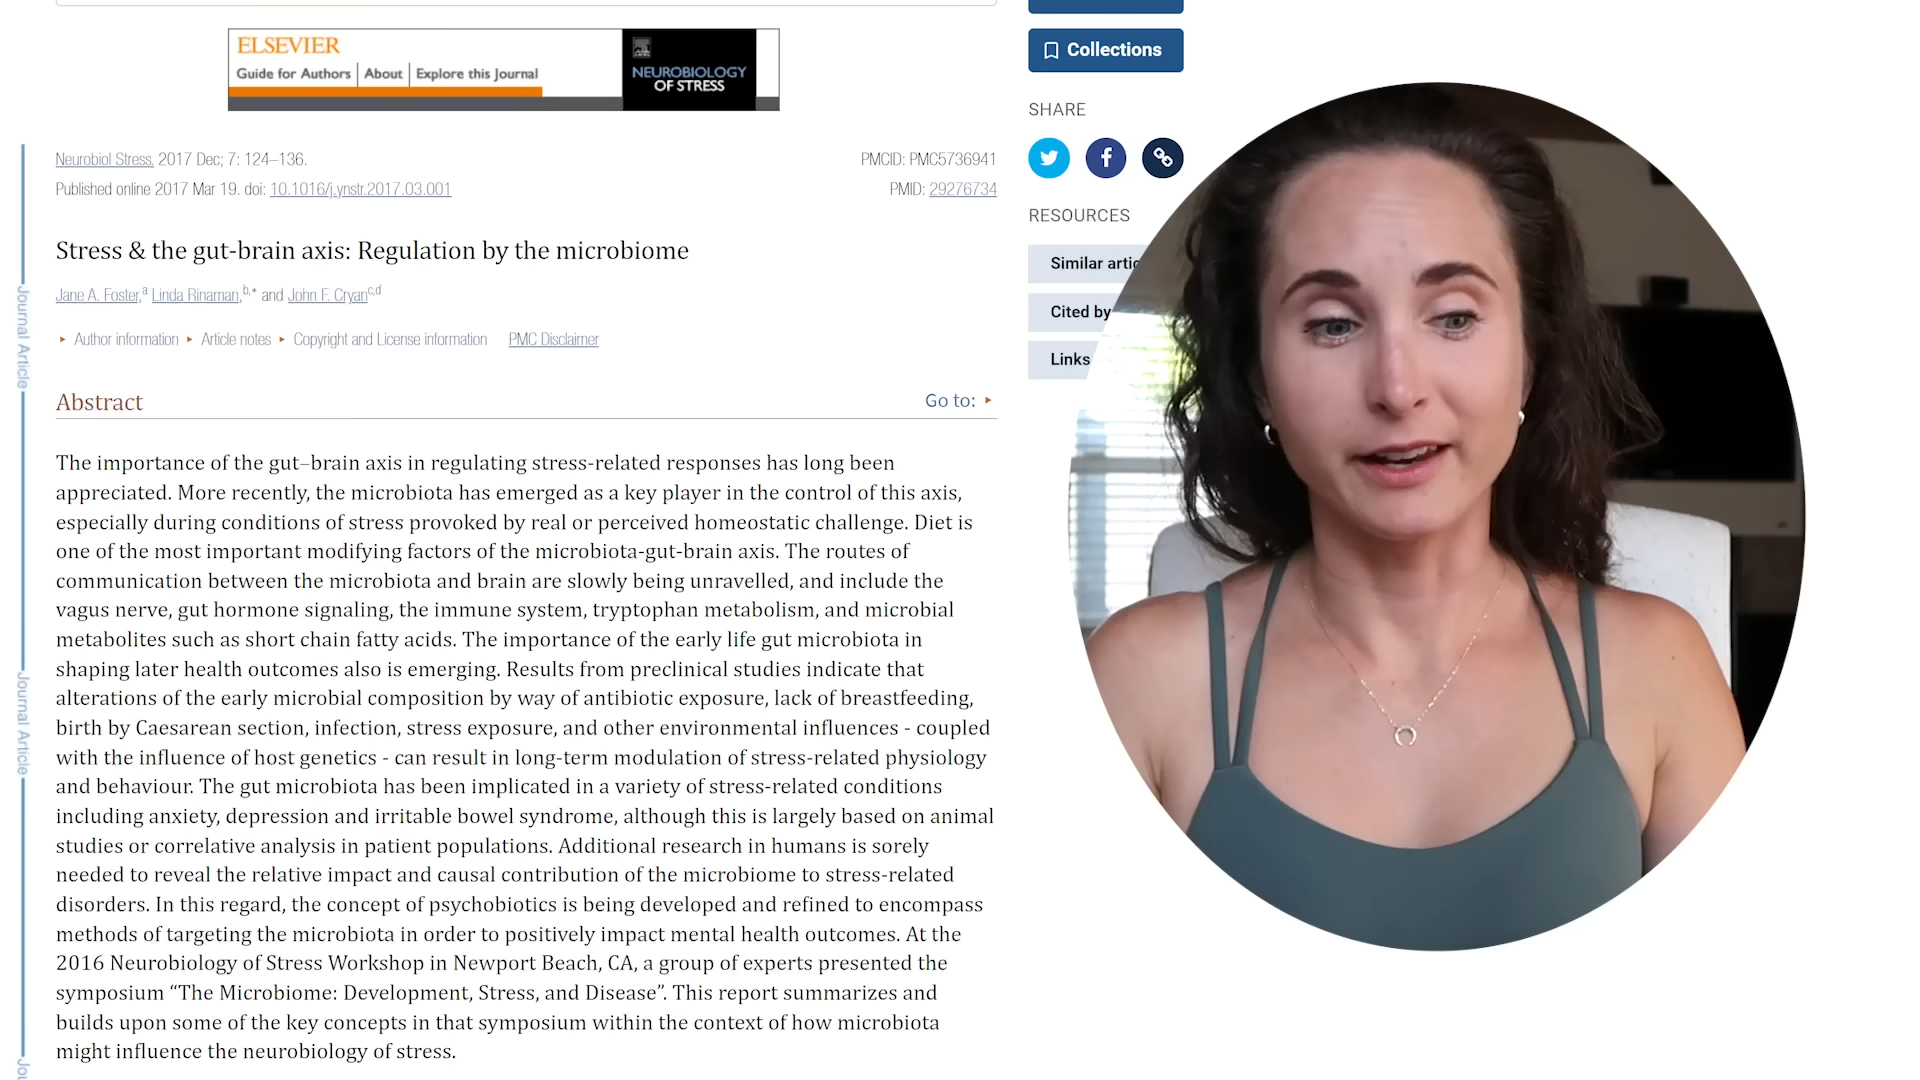 ELSEVIER
Guide for Authors | About | Explore this Journal
NEUROBIOLOGY
OF STRESS
Collections
SHARE
RESOURCES
Similar artic
Cited by
Links
Neurobiol Stress. 2017 Dec; 7: 124–136.
PMCID: PMC5736941
Published online 2017 Mar 19. doi: 10.1016/j.ynstr.2017.03.001
PMID: 29276734
Stress & the gut-brain axis: Regulation by the microbiome
Jane A. Foster,a Linda Rinaman,b,* and John F. Cryanc,d
Author information Article notes Copyright and License information PMC Disclaimer
Abstract
Go to:
The importance of the gut–brain axis in regulating stress-related responses has long been
appreciated. More recently, the microbiota has emerged as a key player in the control of this axis,
especially during conditions of stress provoked by real or perceived homeostatic challenge. Diet is
one of the most important modifying factors of the microbiota-gut-brain axis. The routes of
communication between the microbiota and brain are slowly being unravelled, and include the
vagus nerve, gut hormone signaling, the immune system, tryptophan metabolism, and microbial
metabolites such as short chain fatty acids. The importance of the early life gut microbiota in
shaping later health outcomes also is emerging. Results from preclinical studies indicate that
alterations of the early microbial composition by way of antibiotic exposure, lack of breastfeeding,
birth by Caesarean section, infection, stress exposure, and other environmental influences - coupled
with the influence of host genetics - can result in long-term modulation of stress-related physiology
and behaviour. The gut microbiota has been implicated in a variety of stress-related conditions
including anxiety, depression and irritable bowel syndrome, although this is largely based on animal
studies or correlative analysis in patient populations. Additional research in humans is sorely
needed to reveal the relative impact and causal contribution of the microbiome to stress-related
disorders. In this regard, the concept of psychobiotics is being developed and refined to encompass
methods of targeting the microbiota in order to positively impact mental health outcomes. At the
2016 Neurobiology of Stress Workshop in Newport Beach, CA, a group of experts presented the
symposium “The Microbiome: Development, Stress, and Disease”. This report summarizes and
builds upon some of the key concepts in that symposium within the context of how microbiota
might influence the neurobiology of stress.
Journal Article
Journal Article
Jou